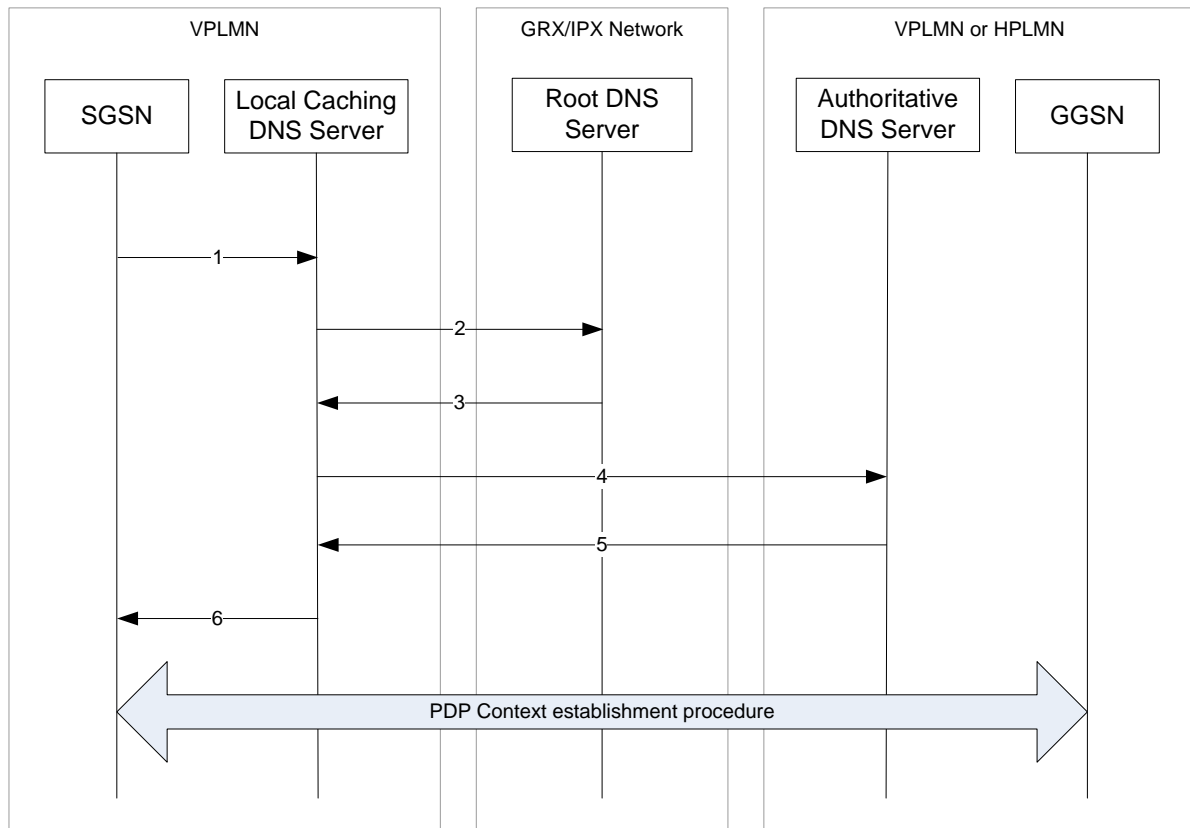 VPLMN
GRX/IPX Network
VPLMN or HPLMN
SGSN
Local Caching
DNS Server
Root DNS
Server
Authoritative
DNS Server
GGSN
1
2
3
4
5
6
PDP Context establishment procedure